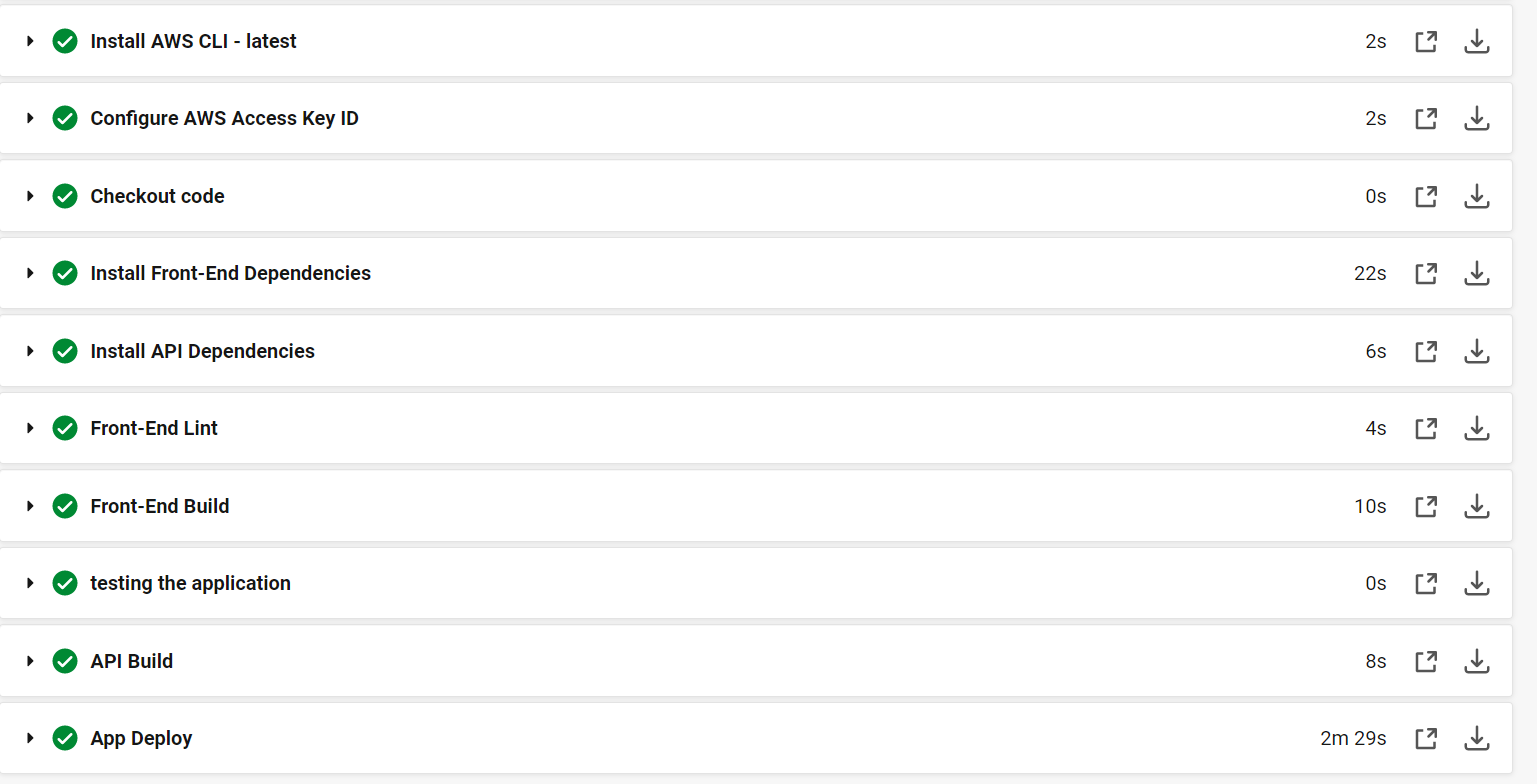 Install AWS CLI - latest 2s
Configure AWS Access Key ID 2s
Checkout code 0s
Install Front-End Dependencies 22s
Install API Dependencies 6s
Front-End Lint 4s
Front-End Build 10s
testing the application 0s
API Build 8s
App Deploy 2m 29s